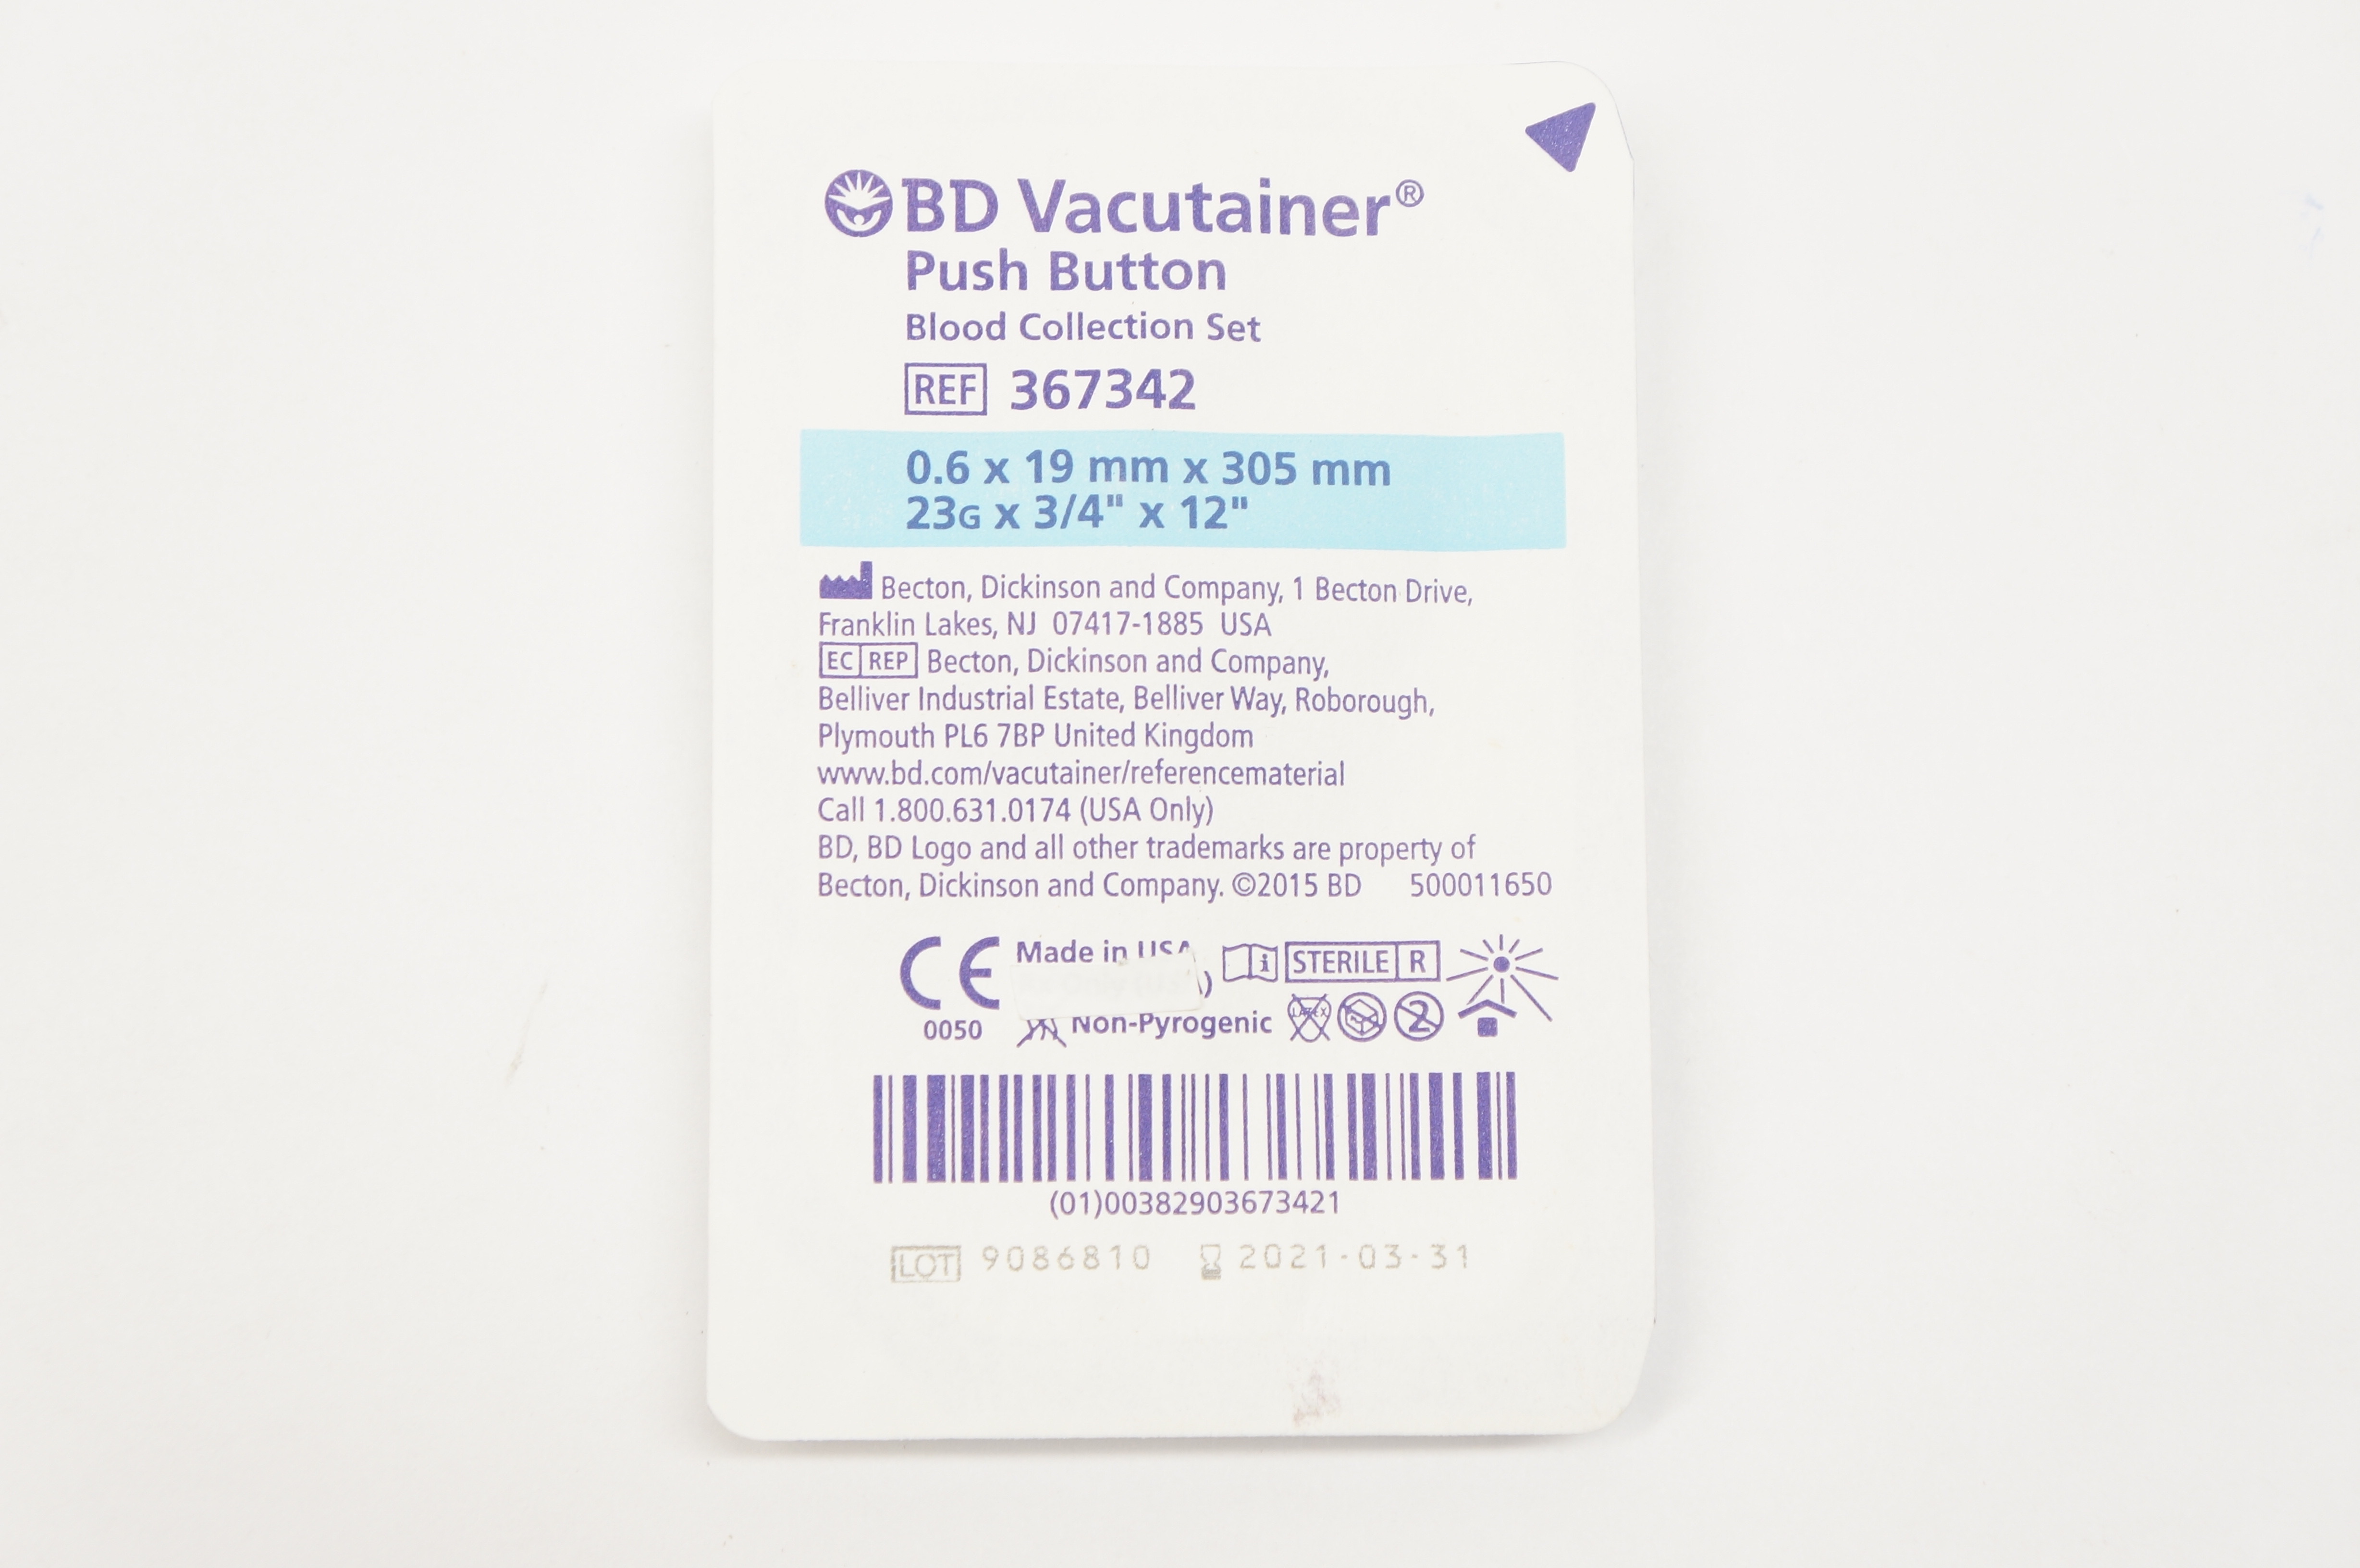 BD Vacutainer®
Push Button
Blood Collection Set
REF 367342
0.6 x 19 mm x 305 mm
23G x 3/4" x 12"
Becton, Dickinson and Company, 1 Becton Drive,
Franklin Lakes, NJ 07417-1885 USA
EC REP Becton, Dickinson and Company,
Belliver Industrial Estate, Belliver Way, Roborough,
Plymouth PL6 7BP United Kingdom
www.bd.com/vacutainer/referencematerial
Call 1.800.631.0174 (USA Only)
BD, BD Logo and all other trademarks are property of
Becton, Dickinson and Company. ©2015 BD 500011650
CE Made in USA i STERILE R
0050 Non-Pyrogenic LATEX 2
(01)00382903673421
LOT 9086810 2021-03-31